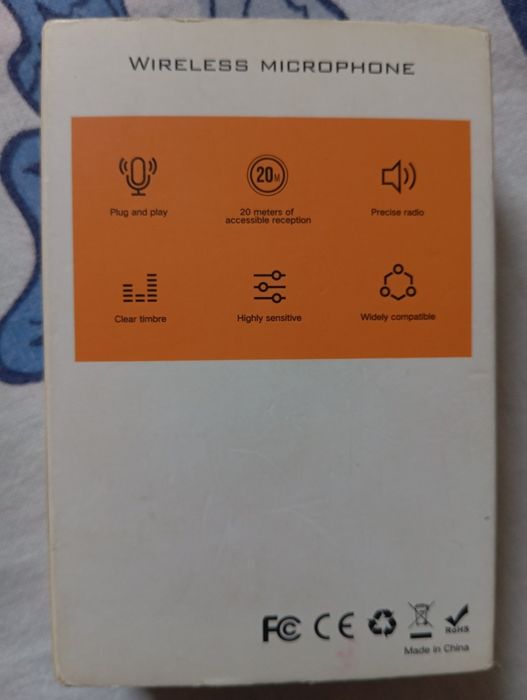 WIRELESS MICROPHONE
20M
Plug and play
20 meters of
accessible reception
Precise radio
Clear timbre
Highly sensitive
Widely compatible
FC CE RoHS
Made in China